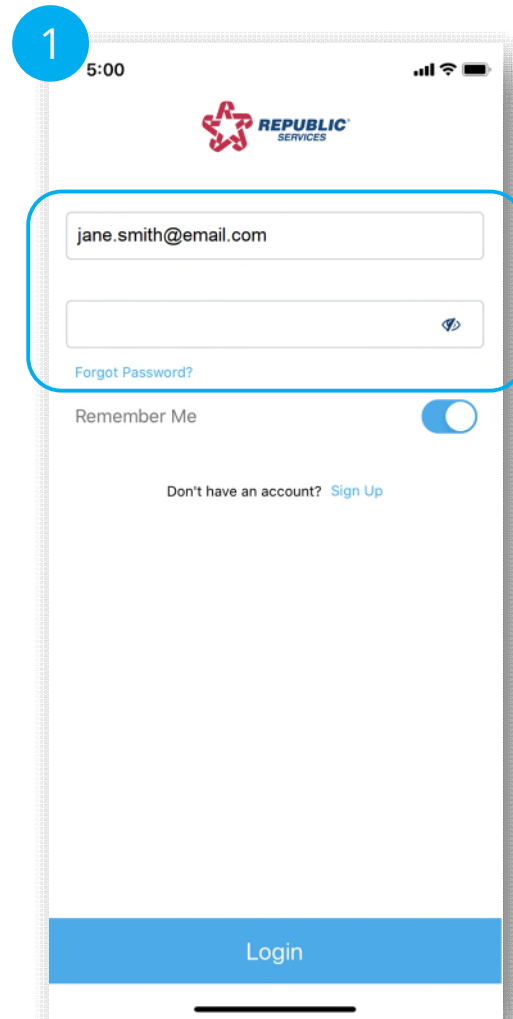 1
5:00
REPUBLIC
SERVICES
jane.smith@email.com
Forgot Password?
Remember Me
Don't have an account? Sign Up
Login